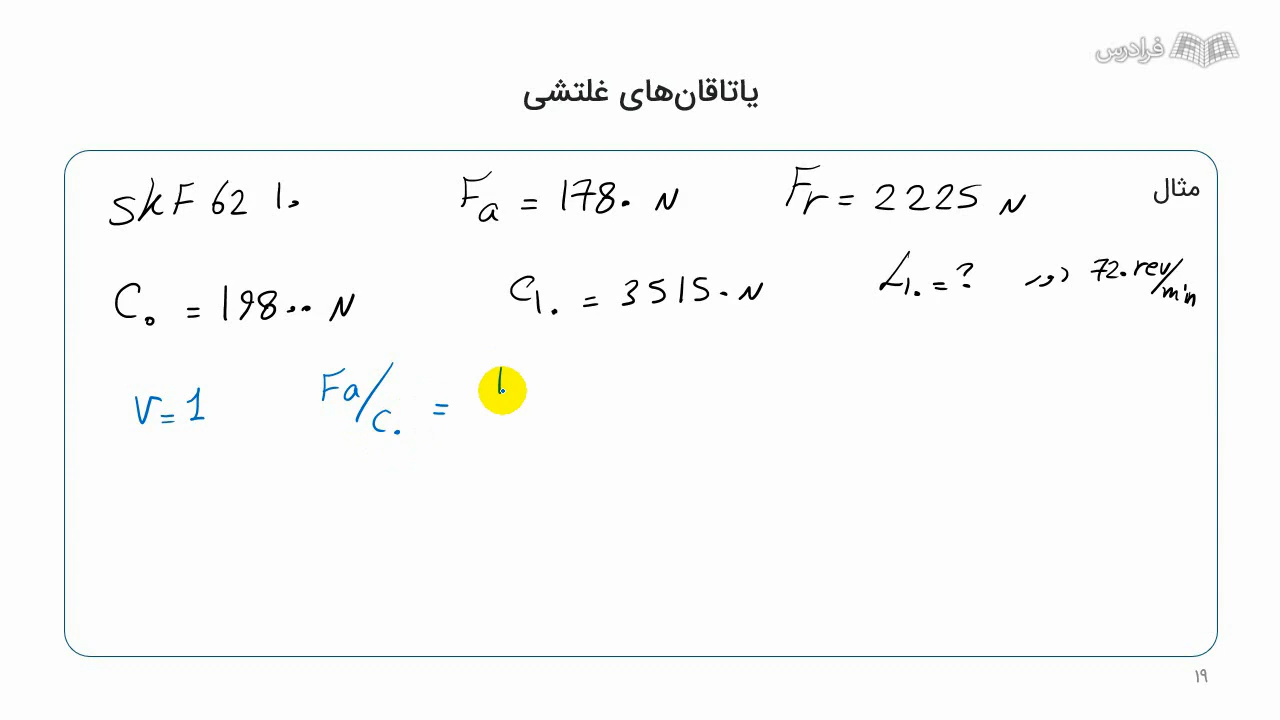 فرادرس
یاتاقان‌های غلتشی
مثال
SKF 6210 Fa = 1780 N Fr = 2225 N
C0 = 19800 N C10 = 35150 N L10 = ? دور 720 rev/min
V = 1 Fa/C0 = 1
۱۹